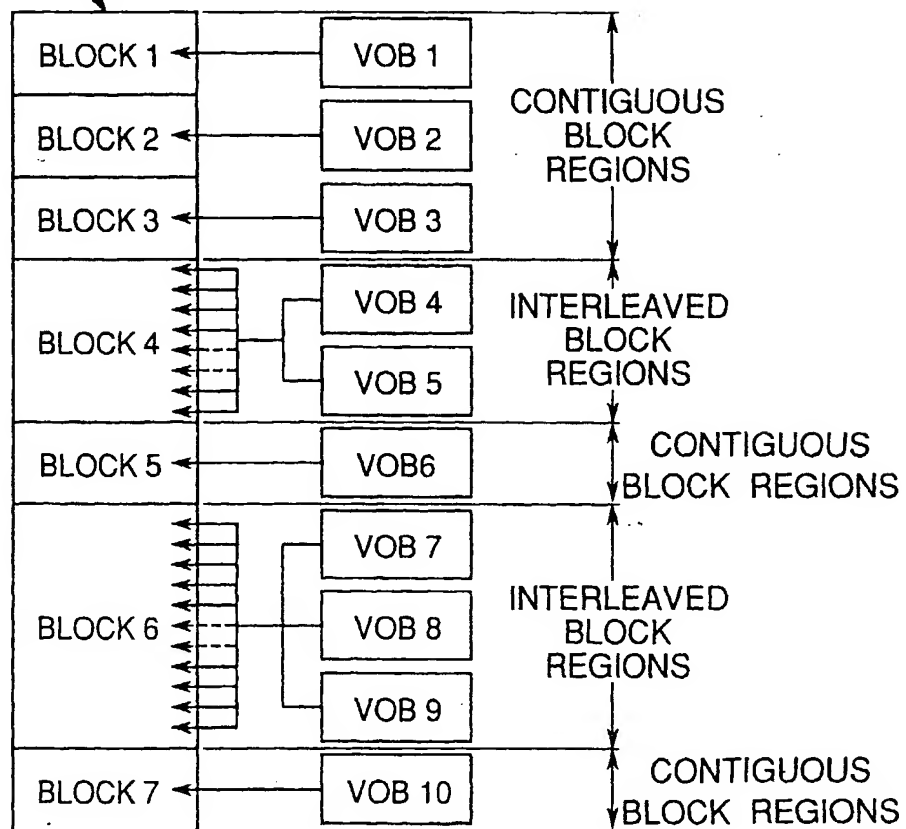 BLOCK 1
VOB 1
BLOCK 2
VOB 2
CONTIGUOUS
BLOCK
REGIONS
BLOCK 3
VOB 3
BLOCK 4
VOB 4
VOB 5
INTERLEAVED
BLOCK
REGIONS
BLOCK 5
VOB6
CONTIGUOUS
BLOCK REGIONS
BLOCK 6
VOB 7
VOB 8
VOB 9
INTERLEAVED
BLOCK
REGIONS
BLOCK 7
VOB 10
CONTIGUOUS
BLOCK REGIONS